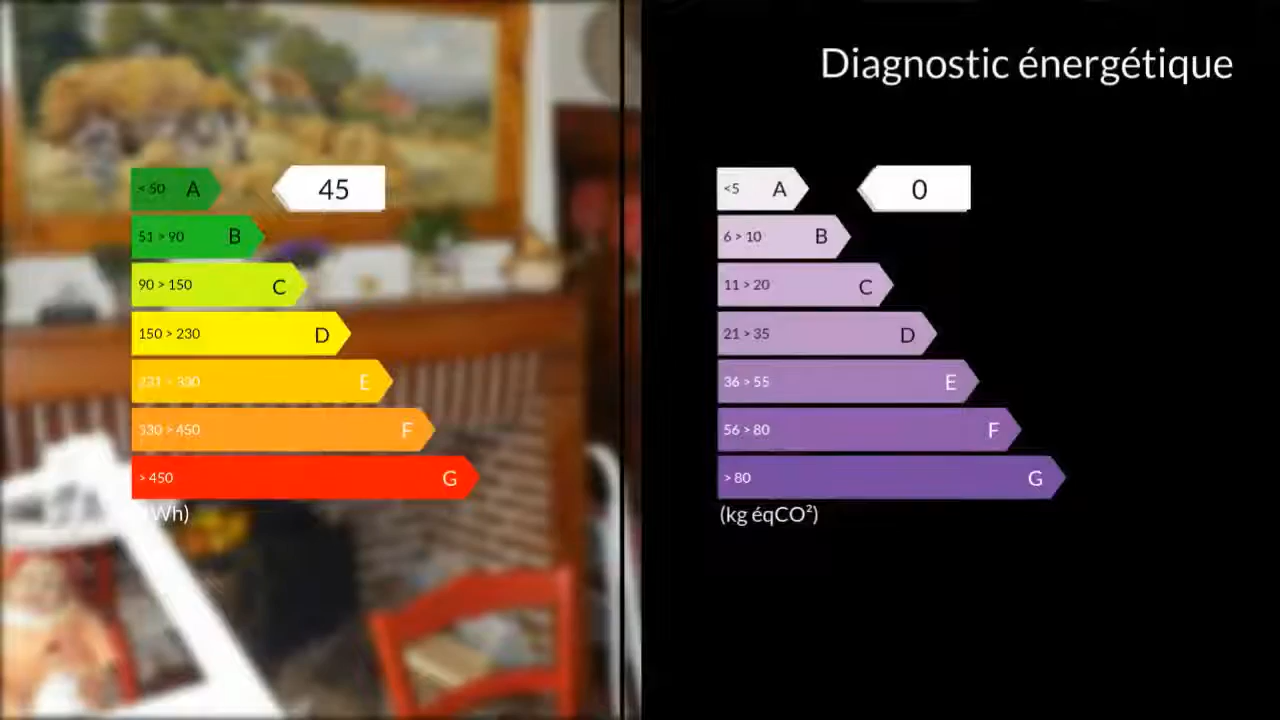 Diagnostic énergétique
< 50 A 45
51 > 90 B
90 > 150 C
150 > 230 D
231 > 330 E
330 > 450 F
> 450 G
Wh)
<5 A 0
6 > 10 B
11 > 20 C
21 > 35 D
36 > 55 E
56 > 80 F
> 80 G
(kg éqCO²)